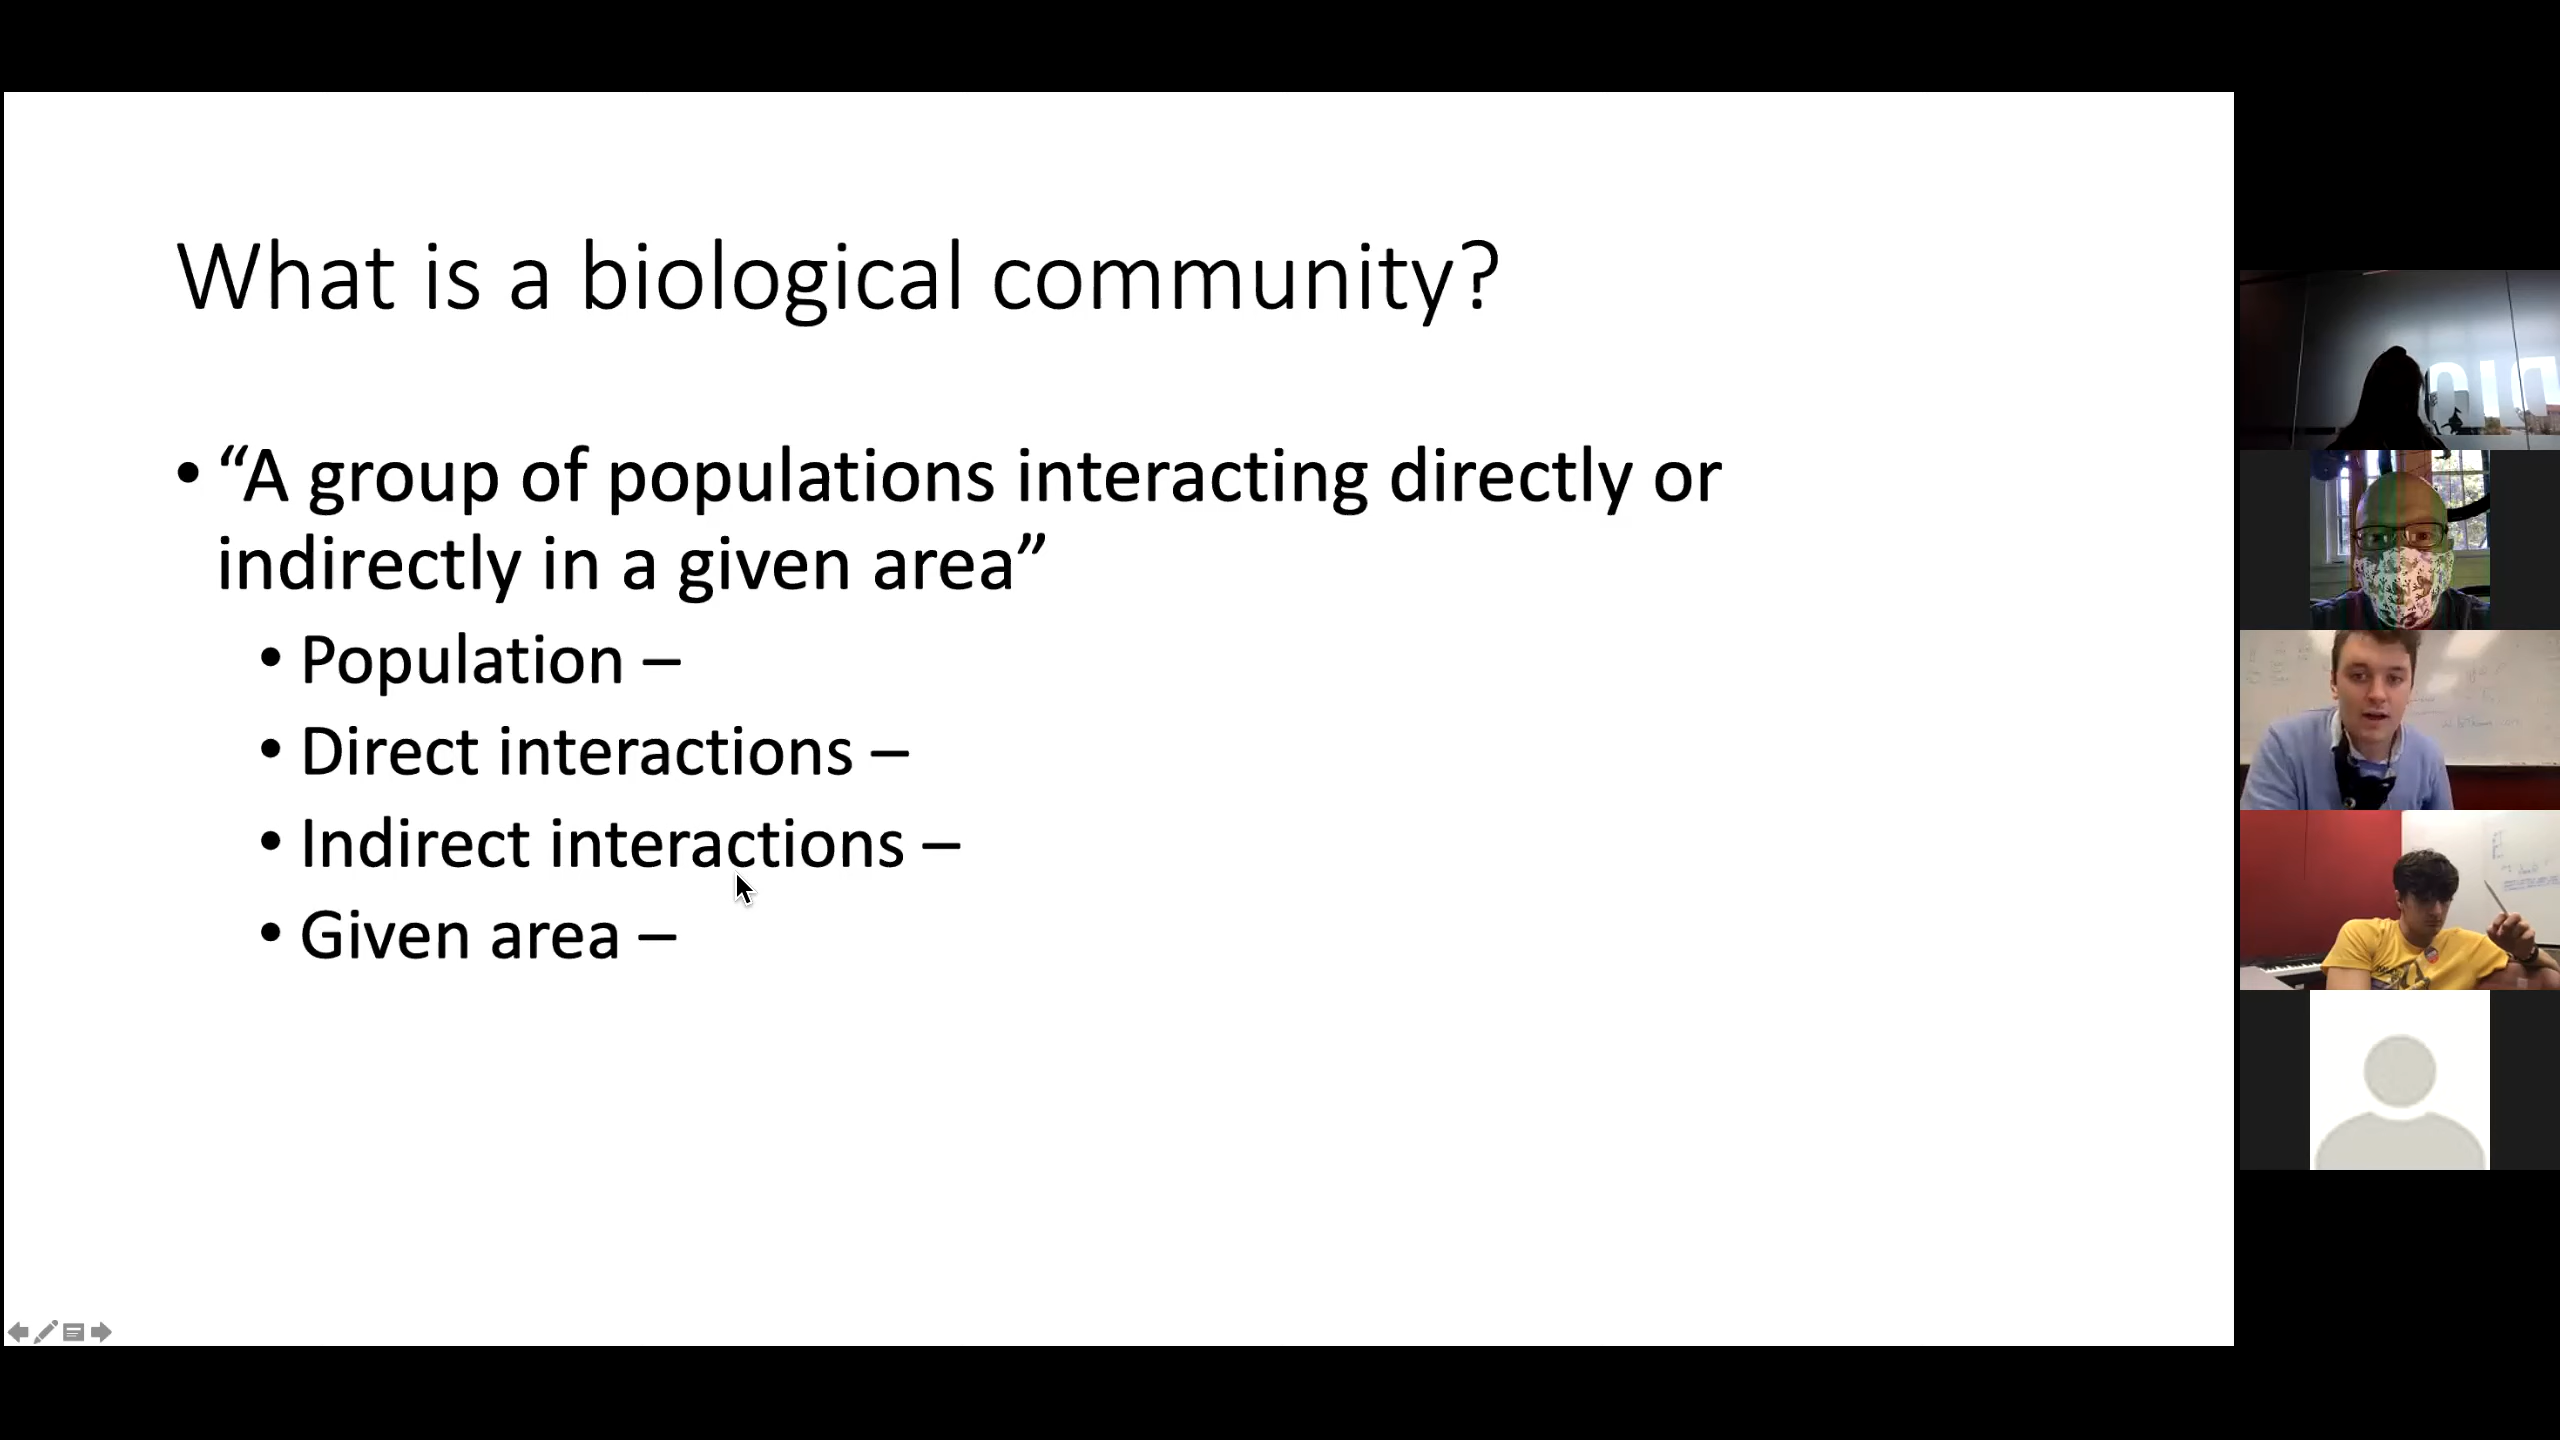 What is a biological community?
• “A group of populations interacting directly or
indirectly in a given area”
• Population –
• Direct interactions –
• Indirect interactions –
• Given area –